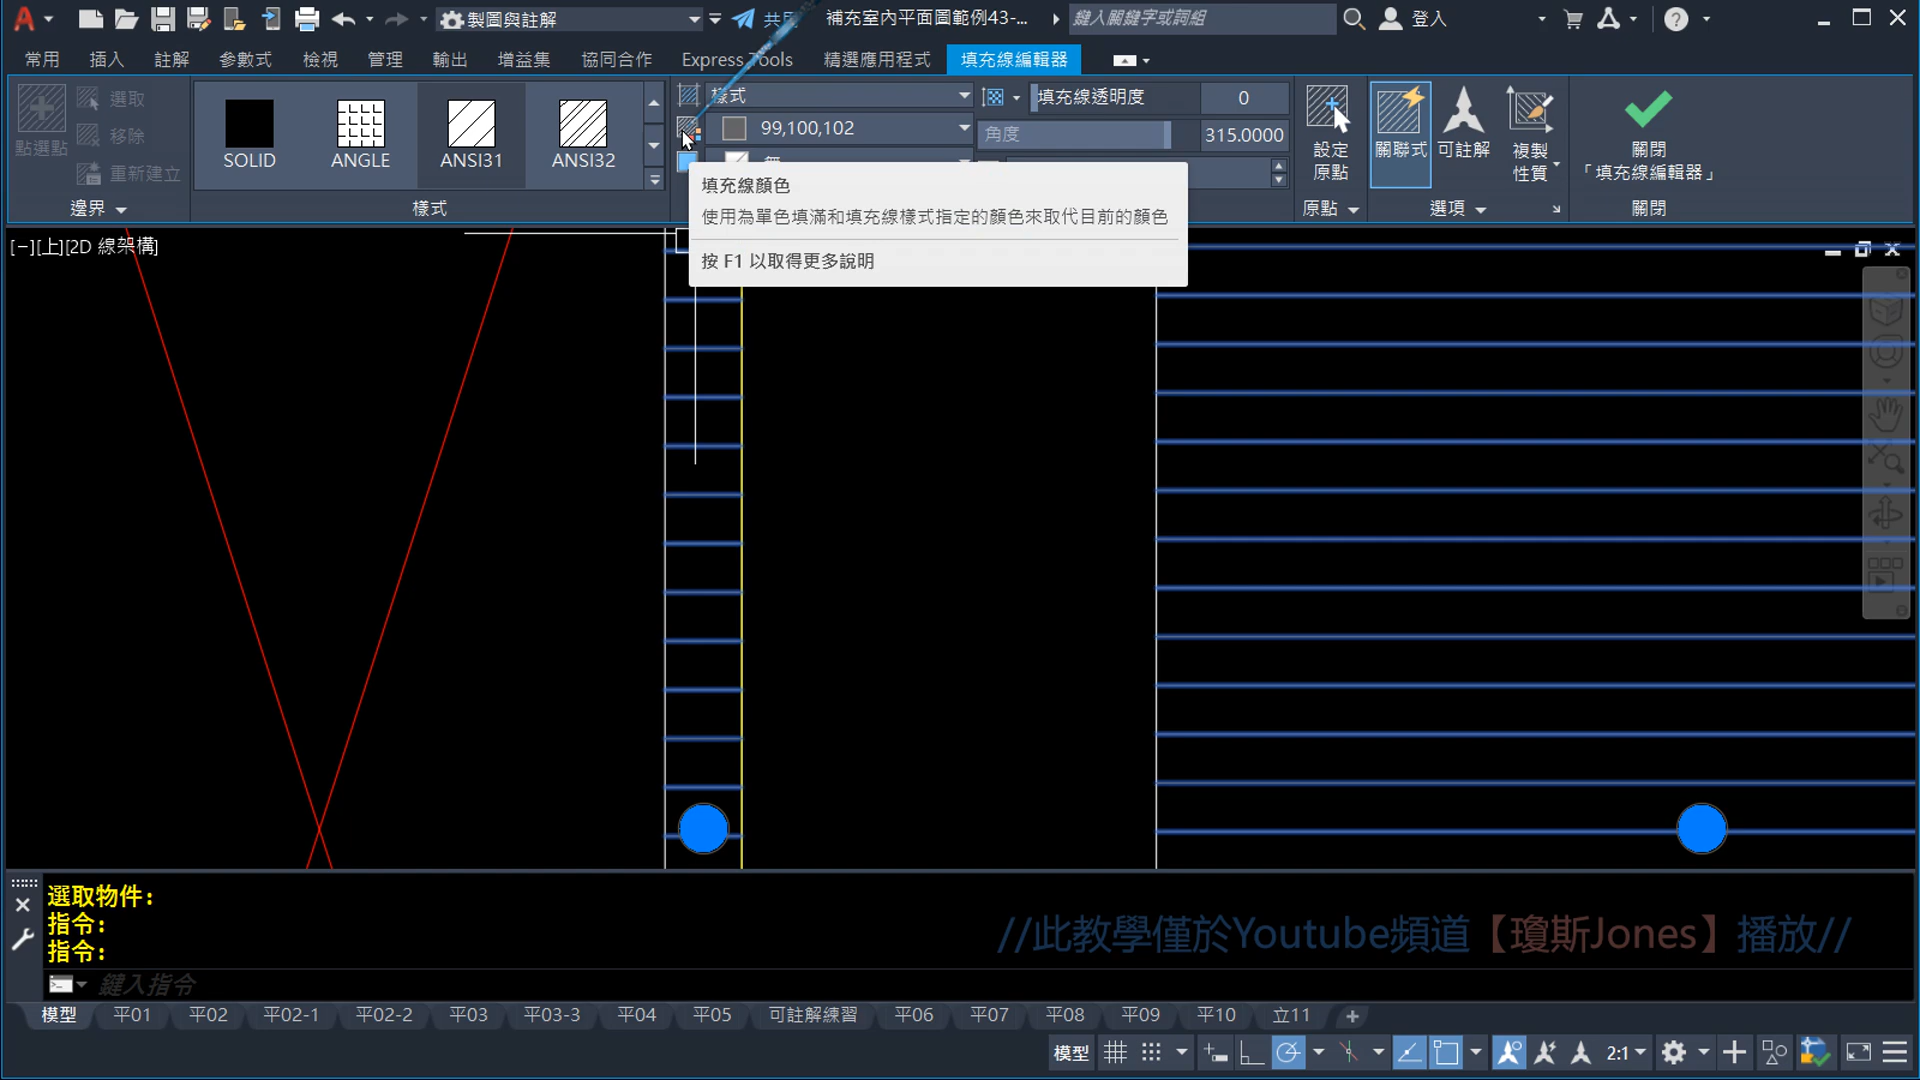 製圖與註解
補充室內平面圖範例43-...
鍵入關鍵字或詞組
登入
常用 插入 註解 參數式 檢視 管理 輸出 增益集 協同合作 Express Tools 精選應用程式 填充線編輯器
點選點
選取
移除
重新建立
邊界
SOLID
ANGLE
ANSI31
ANSI32
樣式
樣式
99,100,102
填充線透明度 0
角度 315.0000
設定
原點
原點
關聯式
可註解
複製
性質
選項
關閉
「填充線編輯器」
關閉
填充線顏色
使用為單色填滿和填充線樣式指定的顏色來取代目前的顏色
按 F1 以取得更多說明
[−][上][2D 線架構]
選取物件:
指令:
指令:
//此教學僅於Youtube頻道【瓊斯Jones】播放//
鍵入指令
模型 平01 平02 平02-1 平02-2 平03 平03-3 平04 平05 可註解練習 平06 平07 平08 平09 平10 立11
模型
2:1